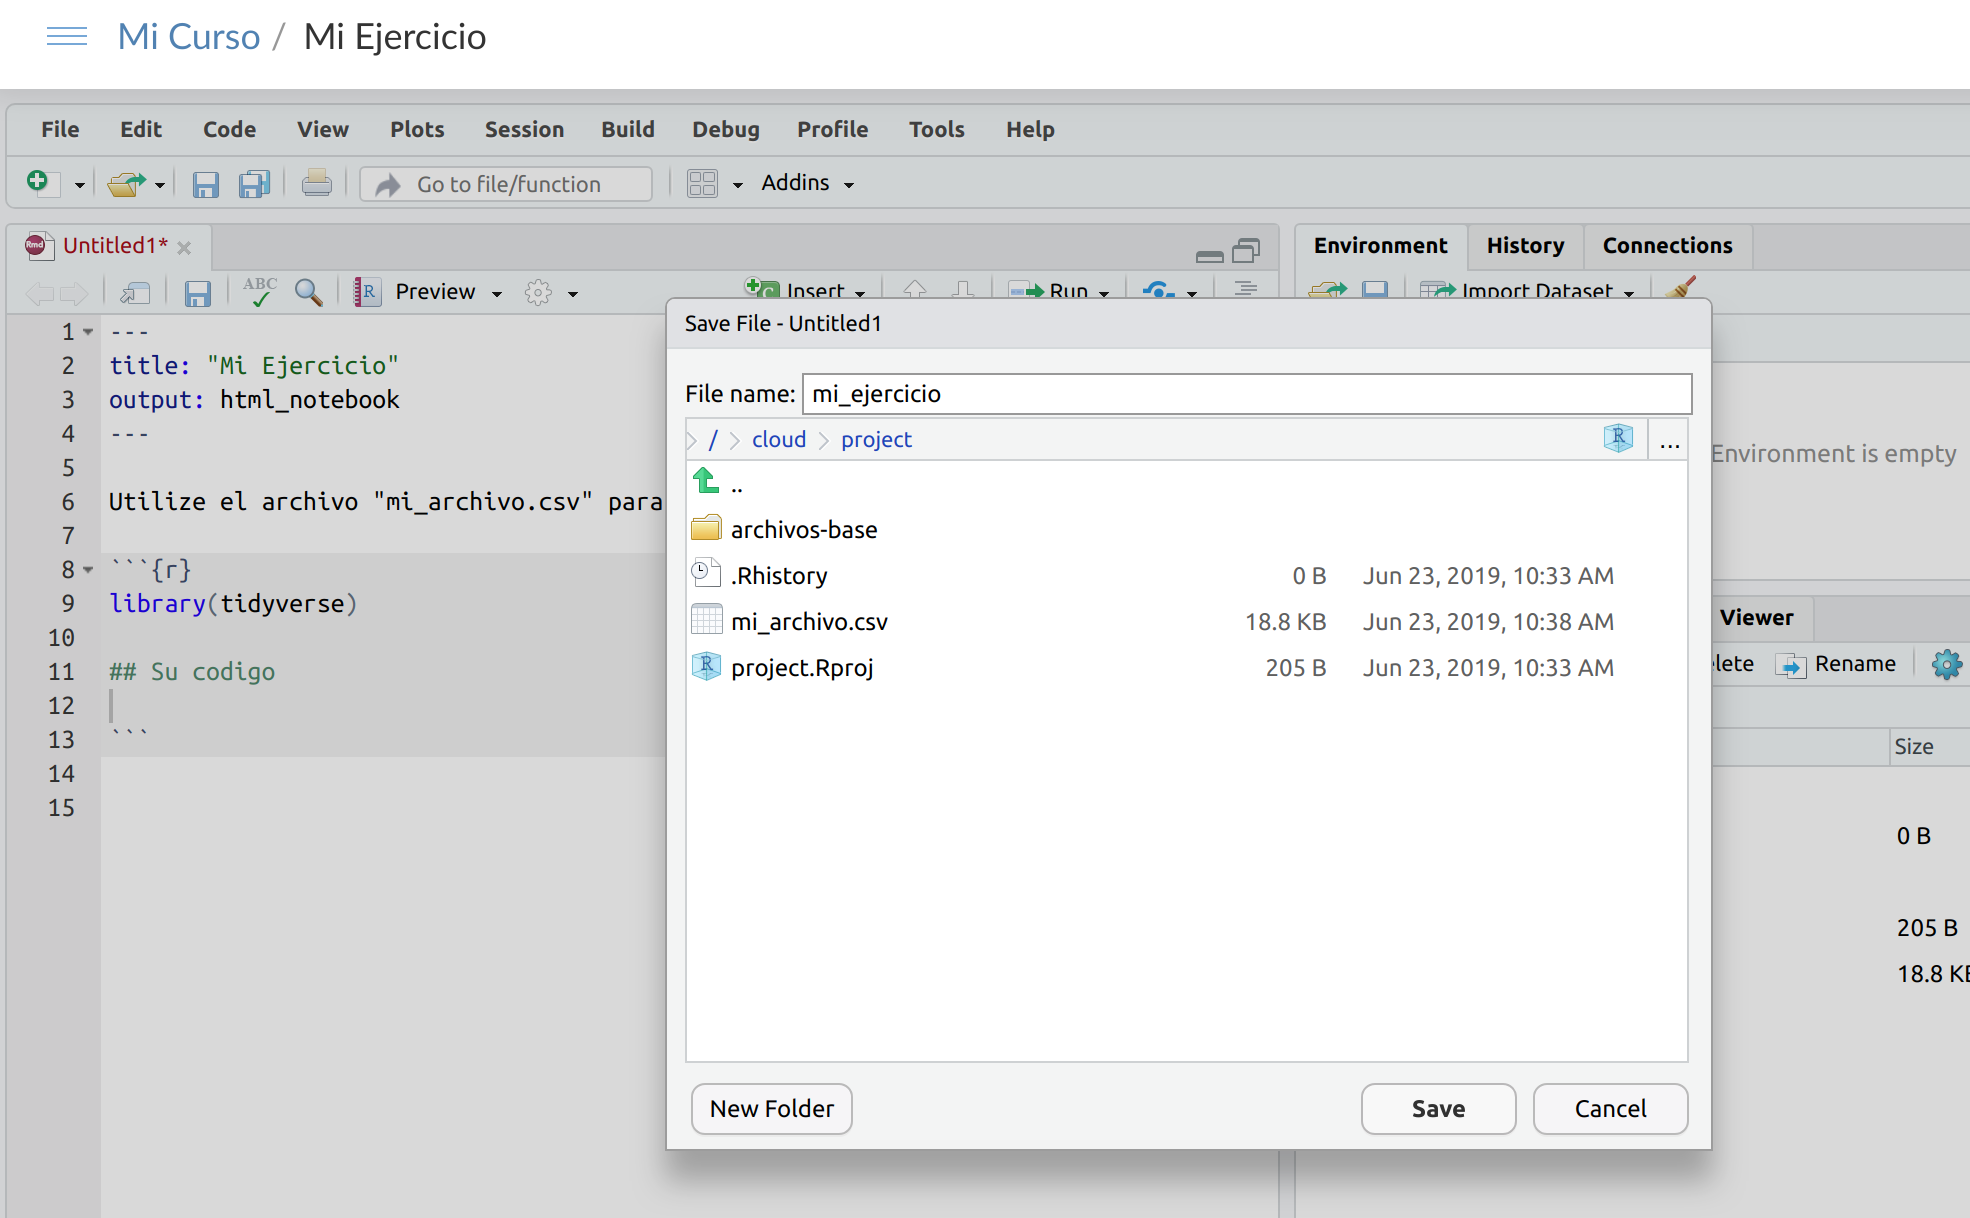 Mi Curso / Mi Ejercicio
File Edit Code View Plots Session Build Debug Profile Tools Help
Go to file/function Addins
Untitled1*
ABC Preview Insert Run
1 ---
2 title: "Mi Ejercicio"
3 output: html_notebook
4 ---
5
6 Utilize el archivo "mi_archivo.csv" para
7
8 ```{r}
9 library(tidyverse)
10
11 ## Su codigo
12
13 ```
14
15
Environment History Connections
Import Dataset
Environment is empty
Save File - Untitled1
File name: mi_ejercicio
/ cloud project ...
..
archivos-base
.Rhistory 0 B Jun 23, 2019, 10:33 AM
mi_archivo.csv 18.8 KB Jun 23, 2019, 10:38 AM
project.Rproj 205 B Jun 23, 2019, 10:33 AM
New Folder Save Cancel
Viewer
lete Rename
Size
0 B
205 B
18.8 KB